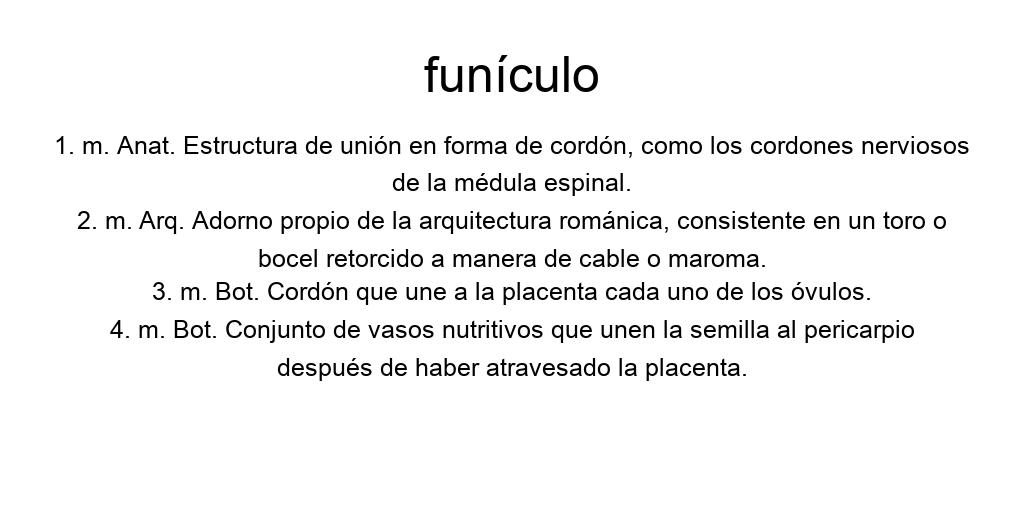 funículo
1. m. Anat. Estructura de unión en forma de cordón, como los cordones nerviosos
de la médula espinal.
2. m. Arq. Adorno propio de la arquitectura románica, consistente en un toro o
bocel retorcido a manera de cable o maroma.
3. m. Bot. Cordón que une a la placenta cada uno de los óvulos.
4. m. Bot. Conjunto de vasos nutritivos que unen la semilla al pericarpio
después de haber atravesado la placenta.